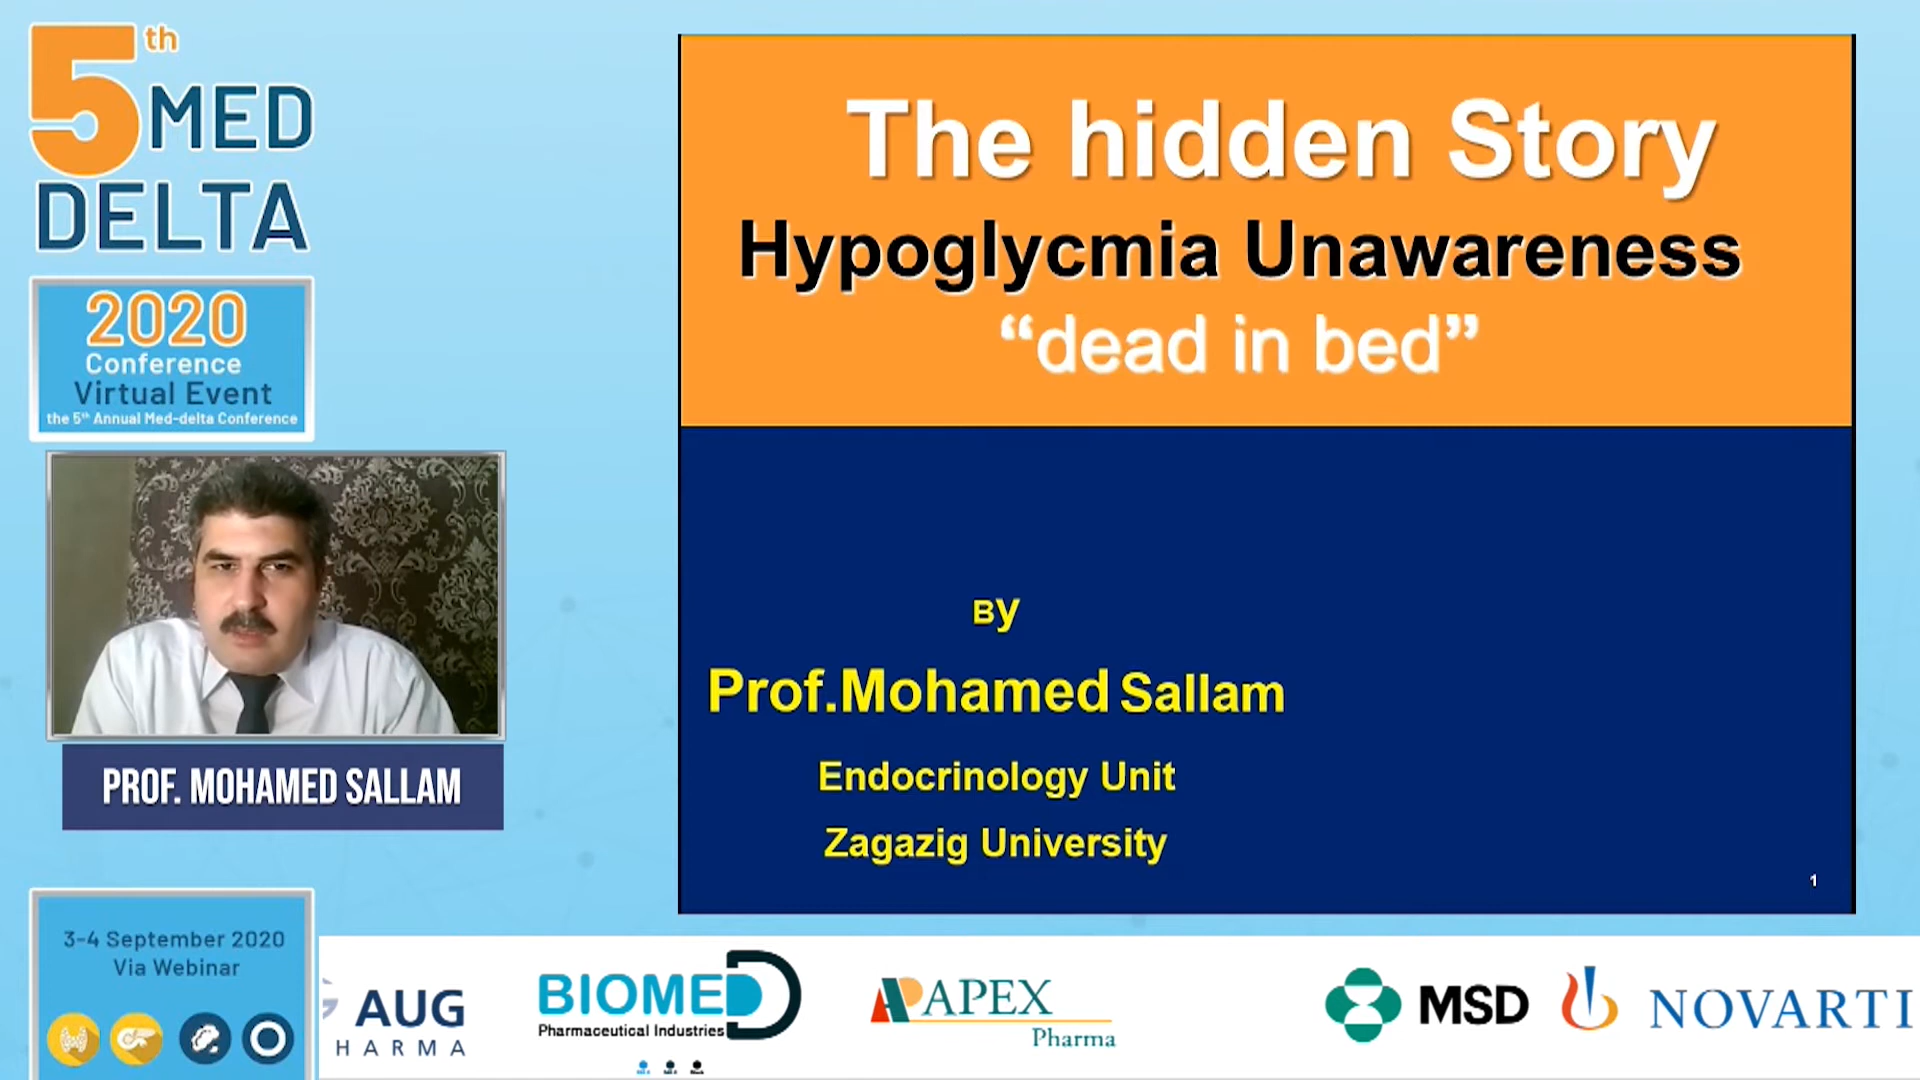 5th
MED
DELTA
2020
Conference
Virtual Event
the 5th Annual Med-delta Conference
PROF. MOHAMED SALLAM
3-4 September 2020
Via Webinar
The hidden Story
Hypoglycmia Unawareness
“dead in bed”
By
Prof.Mohamed Sallam
Endocrinology Unit
Zagazig University
1
AUG
HARMA
BIOMED
Pharmaceutical Industries
APEX
Pharma
MSD
NOVARTI